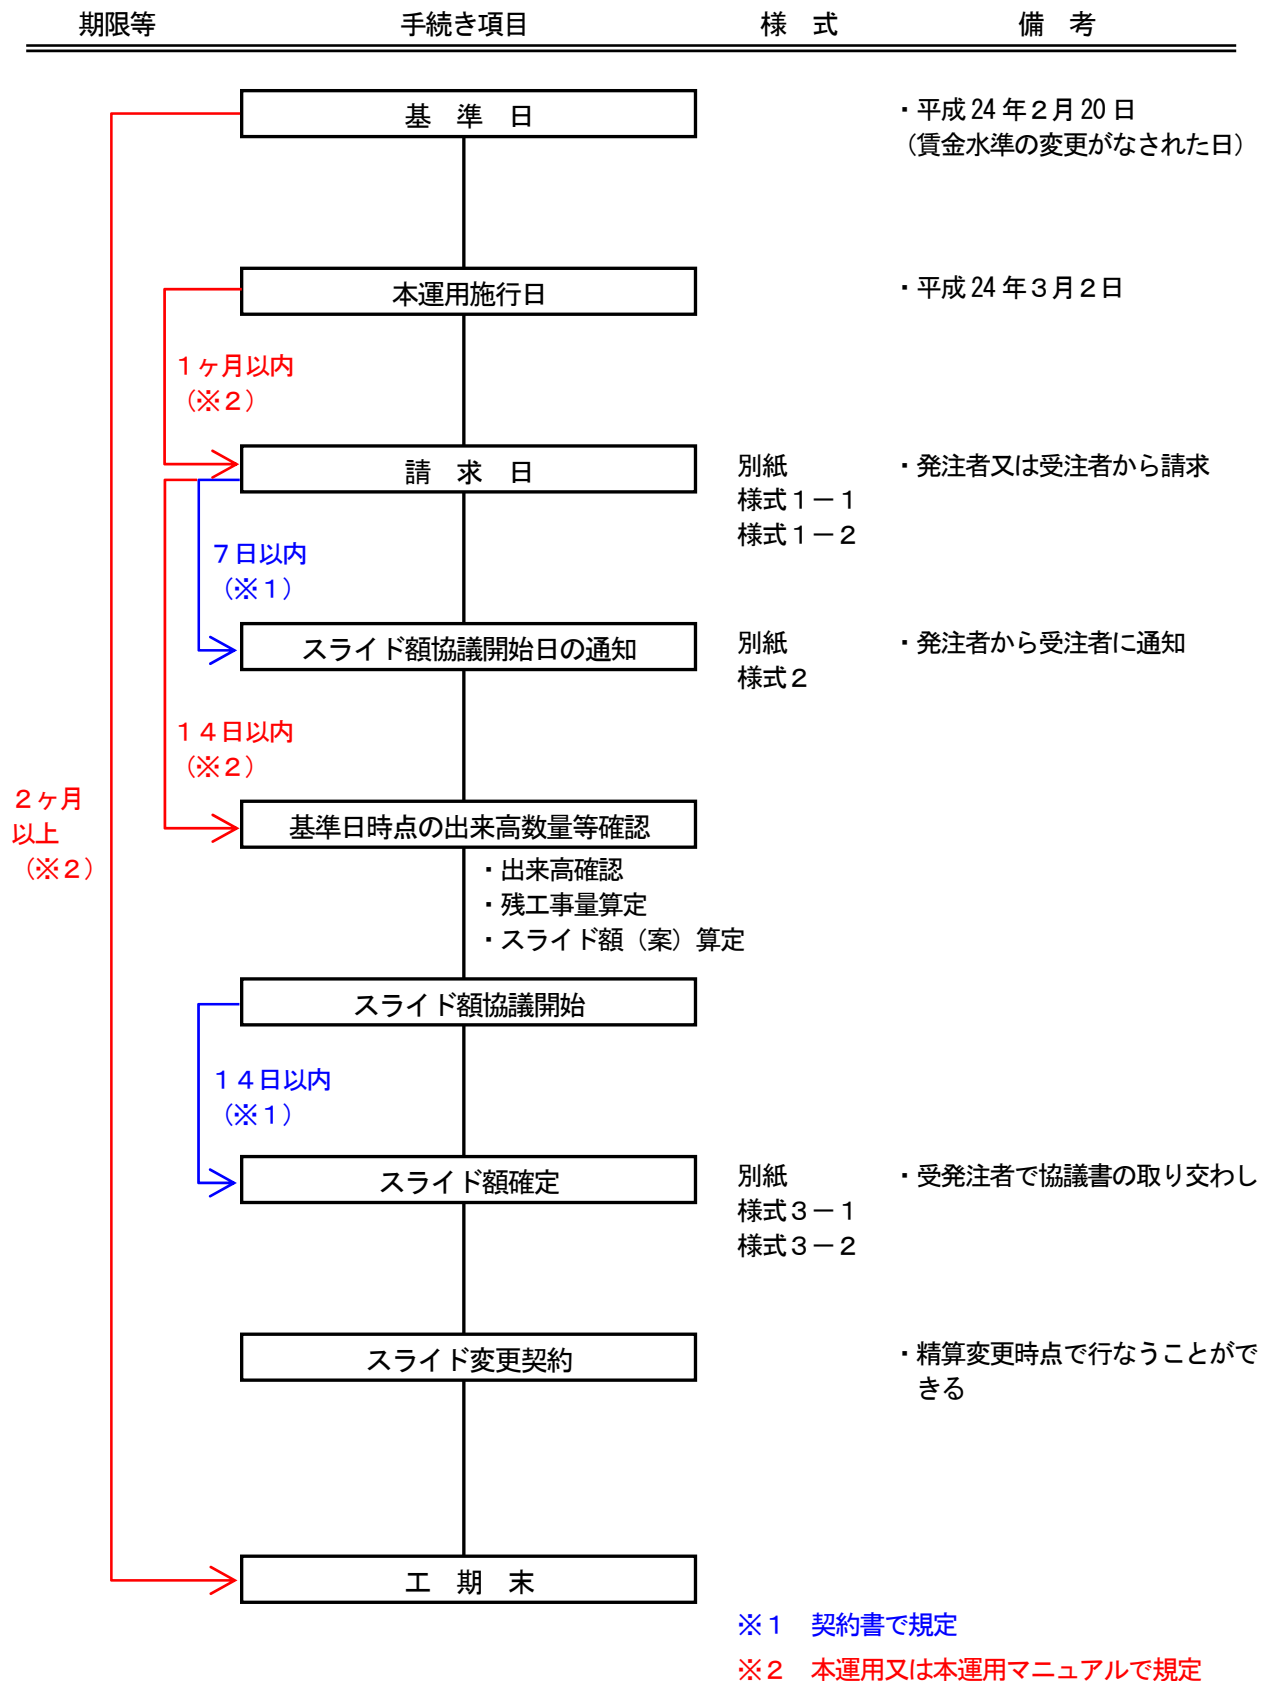 期限等　手続き項目　様　式　備　考
基　準　日　・平成24年２月20日
（賃金水準の変更がなされた日）
本運用施行日　・平成24年３月２日
１ヶ月以内
（※２）
請　求　日　別紙　・発注者又は受注者から請求
様式１－１
様式１－２
７日以内
（※１）
スライド額協議開始日の通知　別紙　・発注者から受注者に通知
様式２
１４日以内
（※２）
２ヶ月
以上
（※２）
基準日時点の出来高数量等確認
・出来高確認
・残工事量算定
・スライド額（案）算定
スライド額協議開始
１４日以内
（※１）
スライド額確定　別紙　・受発注者で協議書の取り交わし
様式３－１
様式３－２
スライド変更契約　・精算変更時点で行なうことがで
きる
工　期　末
※１　契約書で規定
※２　本運用又は本運用マニュアルで規定